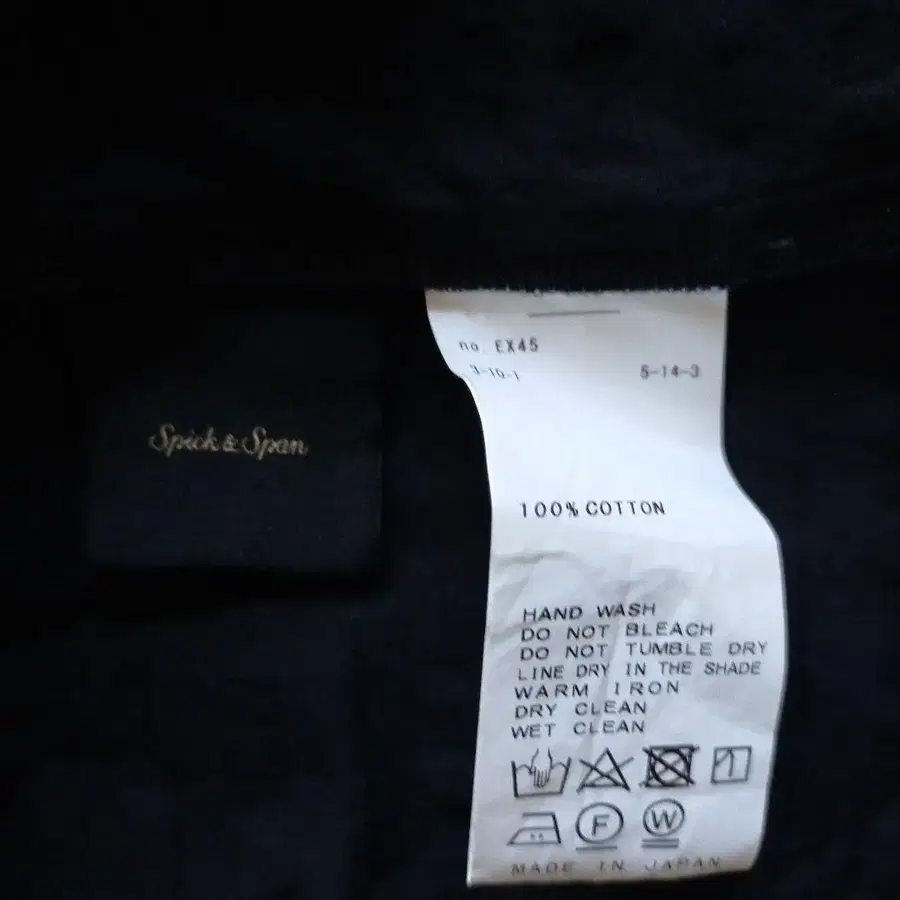 Spick & Span
no. EX45
3-10-1 5-14-3
100% COTTON
HAND WASH
DO NOT BLEACH
DO NOT TUMBLE DRY
LINE DRY IN THE SHADE
WARM IRON
DRY CLEAN
WET CLEAN
F W
MADE IN JAPAN